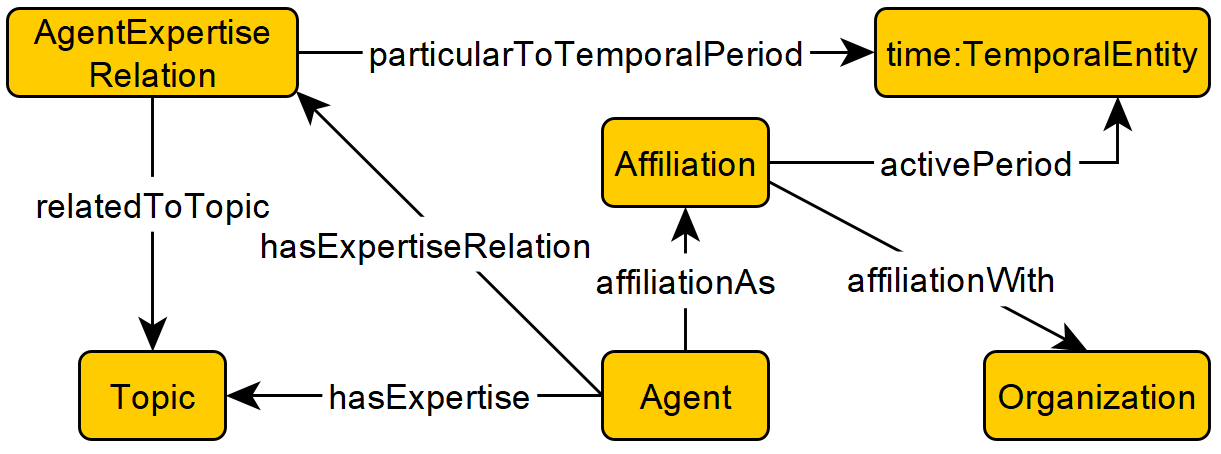 AgentExpertise
Relation
particularToTemporalPeriod
time:TemporalEntity
Affiliation
activePeriod
relatedToTopic
hasExpertiseRelation
affiliationAs
affiliationWith
Topic
hasExpertise
Agent
Organization